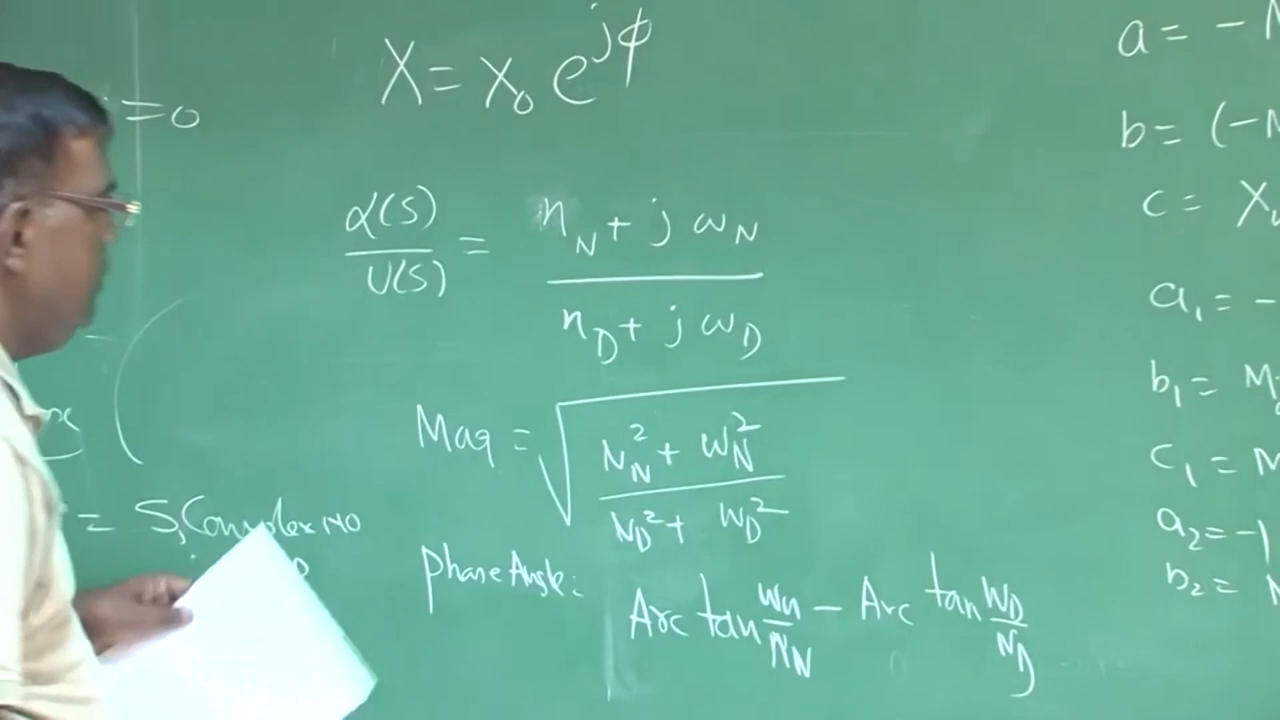 X = X₀ e^{jϕ}
= 0
α(s)/U(s) = (n_N + j ω_N)/(n_D + j ω_D)
Mag = √((N_N² + ω_N²)/(N_D² + ω_D²))
= S, Complex No
Phase Angle: Arc tan ω_N/N_N − Arc tan ω_D/N_D
a = −
b = (−
c = X
a₁ = −
b₁ = M
c₁ = M
a₂ = −1
b₂ =